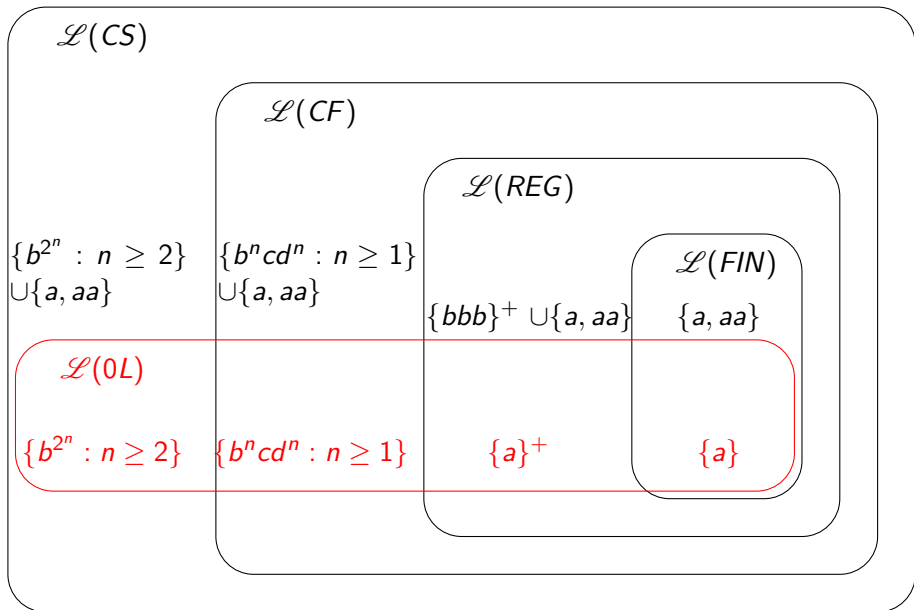 ℒ(CS)
ℒ(CF)
ℒ(REG)
{b^{2^n} : n ≥ 2}
∪{a, aa}
{b^n cd^n : n ≥ 1}
∪{a, aa}
ℒ(FIN)
{bbb}^+ ∪{a, aa}
{a, aa}
ℒ(0L)
{b^{2^n} : n ≥ 2}
{b^n cd^n : n ≥ 1}
{a}^+
{a}